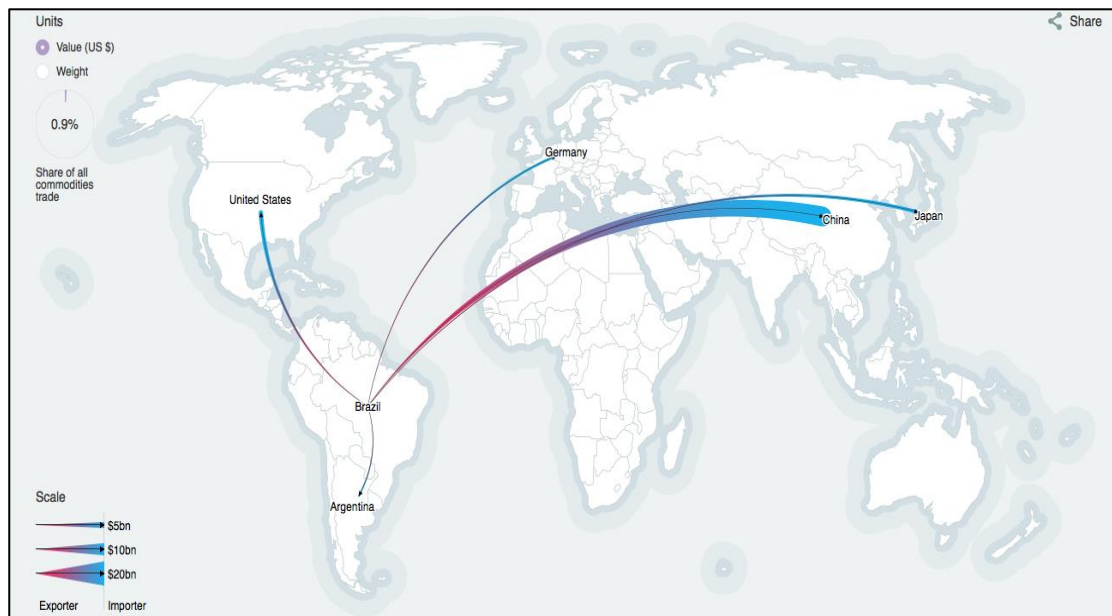 Units
Value (US $)
Weight
0.9%
Share of all
commodities
trade
Share
Germany
United States
China
Japan
Brazil
Argentina
Scale
$5bn
$10bn
$20bn
Exporter Importer